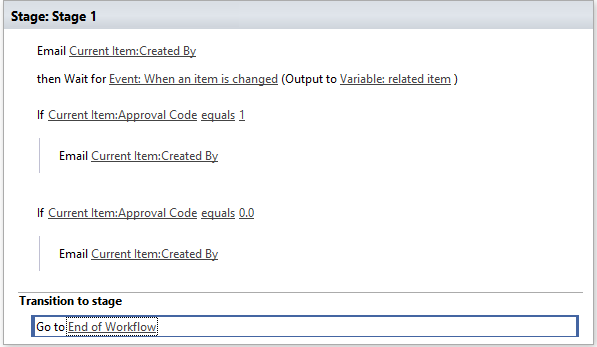 Stage: Stage 1
Email Current Item:Created By
then Wait for Event: When an item is changed (Output to Variable: related item )
If Current Item:Approval Code equals 1
Email Current Item:Created By
If Current Item:Approval Code equals 0.0
Email Current Item:Created By
Transition to stage
Go to End of Workflow